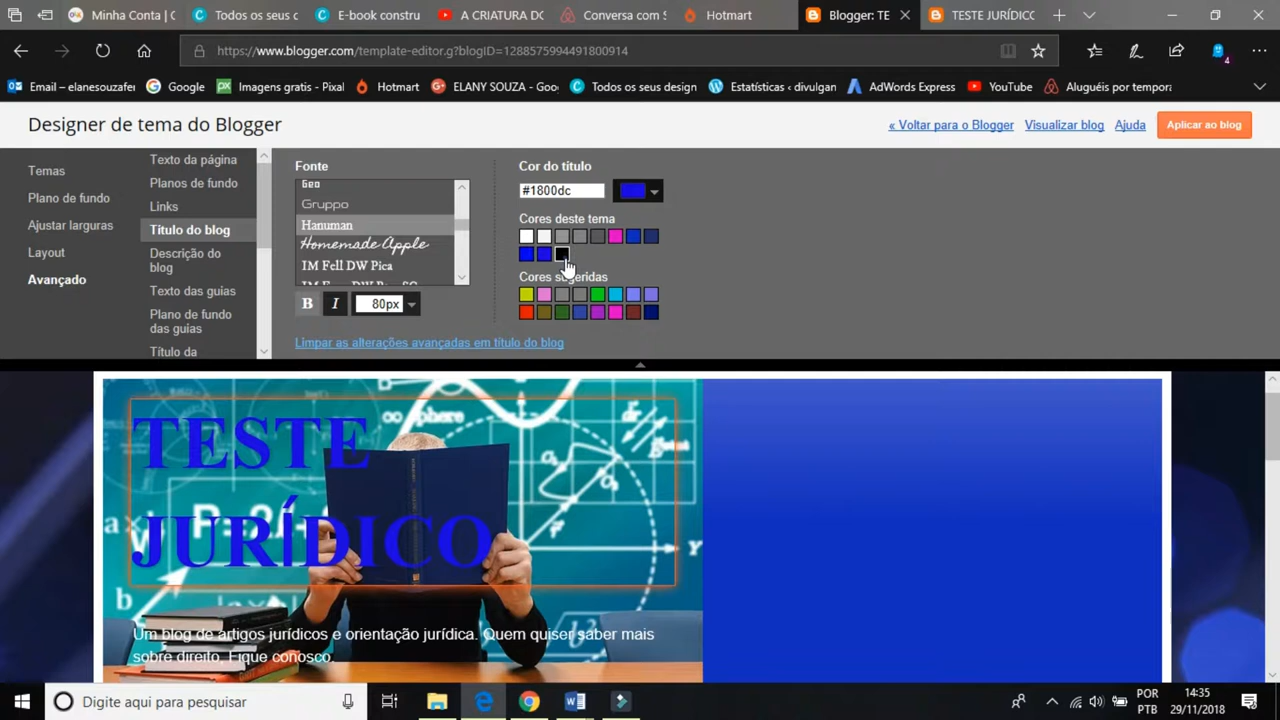 Minha Conta | C
Todos os seus c
E-book constru
A CRIATURA DO
Conversa com S
Hotmart
Blogger: TE
TESTE JURÍDICO
https://www.blogger.com/template-editor.g?blogID=1288575994491800914
4
Email – elanesouzafer
Google
Imagens gratis - Pixal
Hotmart
ELANY SOUZA - Goo
Todos os seus design
Estatísticas ‹ divulgan
AdWords Express
YouTube
Aluguéis por tempora
Designer de tema do Blogger
« Voltar para o Blogger
Visualizar blog
Ajuda
Aplicar ao blog
Temas
Plano de fundo
Ajustar larguras
Layout
Avançado
Texto da página
Planos de fundo
Links
Título do blog
Descrição do
blog
Texto das guias
Plano de fundo
das guias
Título da
Fonte
Geo
Gruppo
Hanuman
Homemade Apple
IM Fell DW Pica
B
I
80px
Limpar as alterações avançadas em título do blog
Cor do título
#1800dc
Cores deste tema
Cores sugeridas
TESTE
JURÍDICO
Um blog de artigos jurídicos e orientação jurídica. Quem quiser saber mais
sobre direito, Fique conosco.
Digite aqui para pesquisar
POR
PTB
14:35
29/11/2018